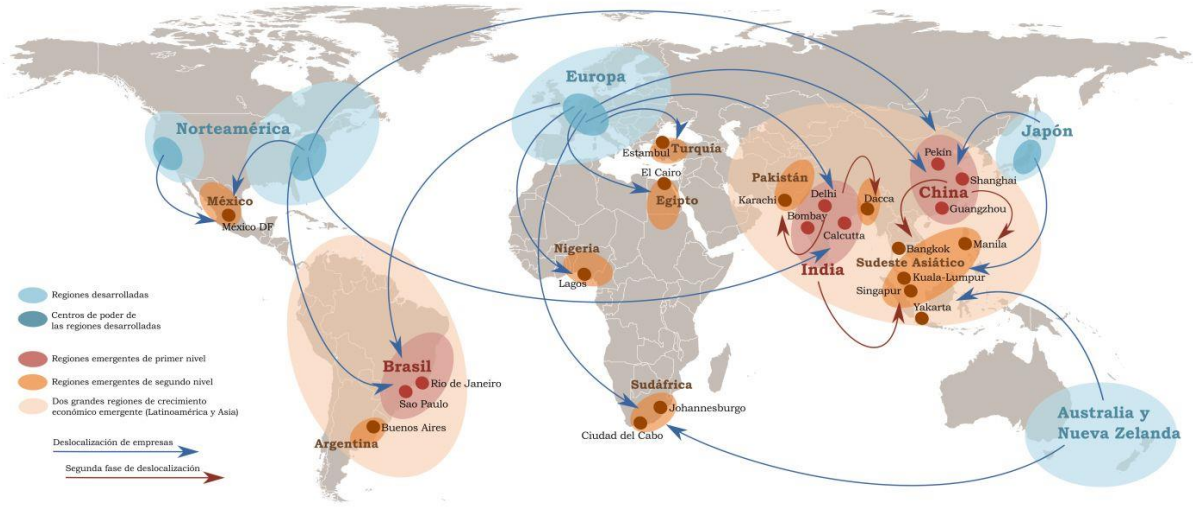 Europa
Norteamérica
Japón
Estambul
Turquía
Pekin
El Cairo
Pakistán
Shanghai
China
México
Karachi
Delhi
Dacca
Egipto
Guangzhou
México DF
Bombay
Calcutta
Nigeria
Bangkok
Manila
Sudeste Asiático
India
Lagos
Kuala-Lumpur
Singapur
Yakarta
Regiones desarrolladas
Centros de poder de
las regiones desarrolladas
Regiones emergentes de primer nivel
Regiones emergentes de segundo nivel
Dos grandes regiones de crecimiento
económico emergente (Latinoamérica y Asia)
Brasil
Rio de Janeiro
Sao Paulo
Sudáfrica
Johannesburgo
Ciudad del Cabo
Buenos Aires
Argentina
Australia y
Nueva Zelanda
Deslocalización de empresas
Segunda fase de deslocalización